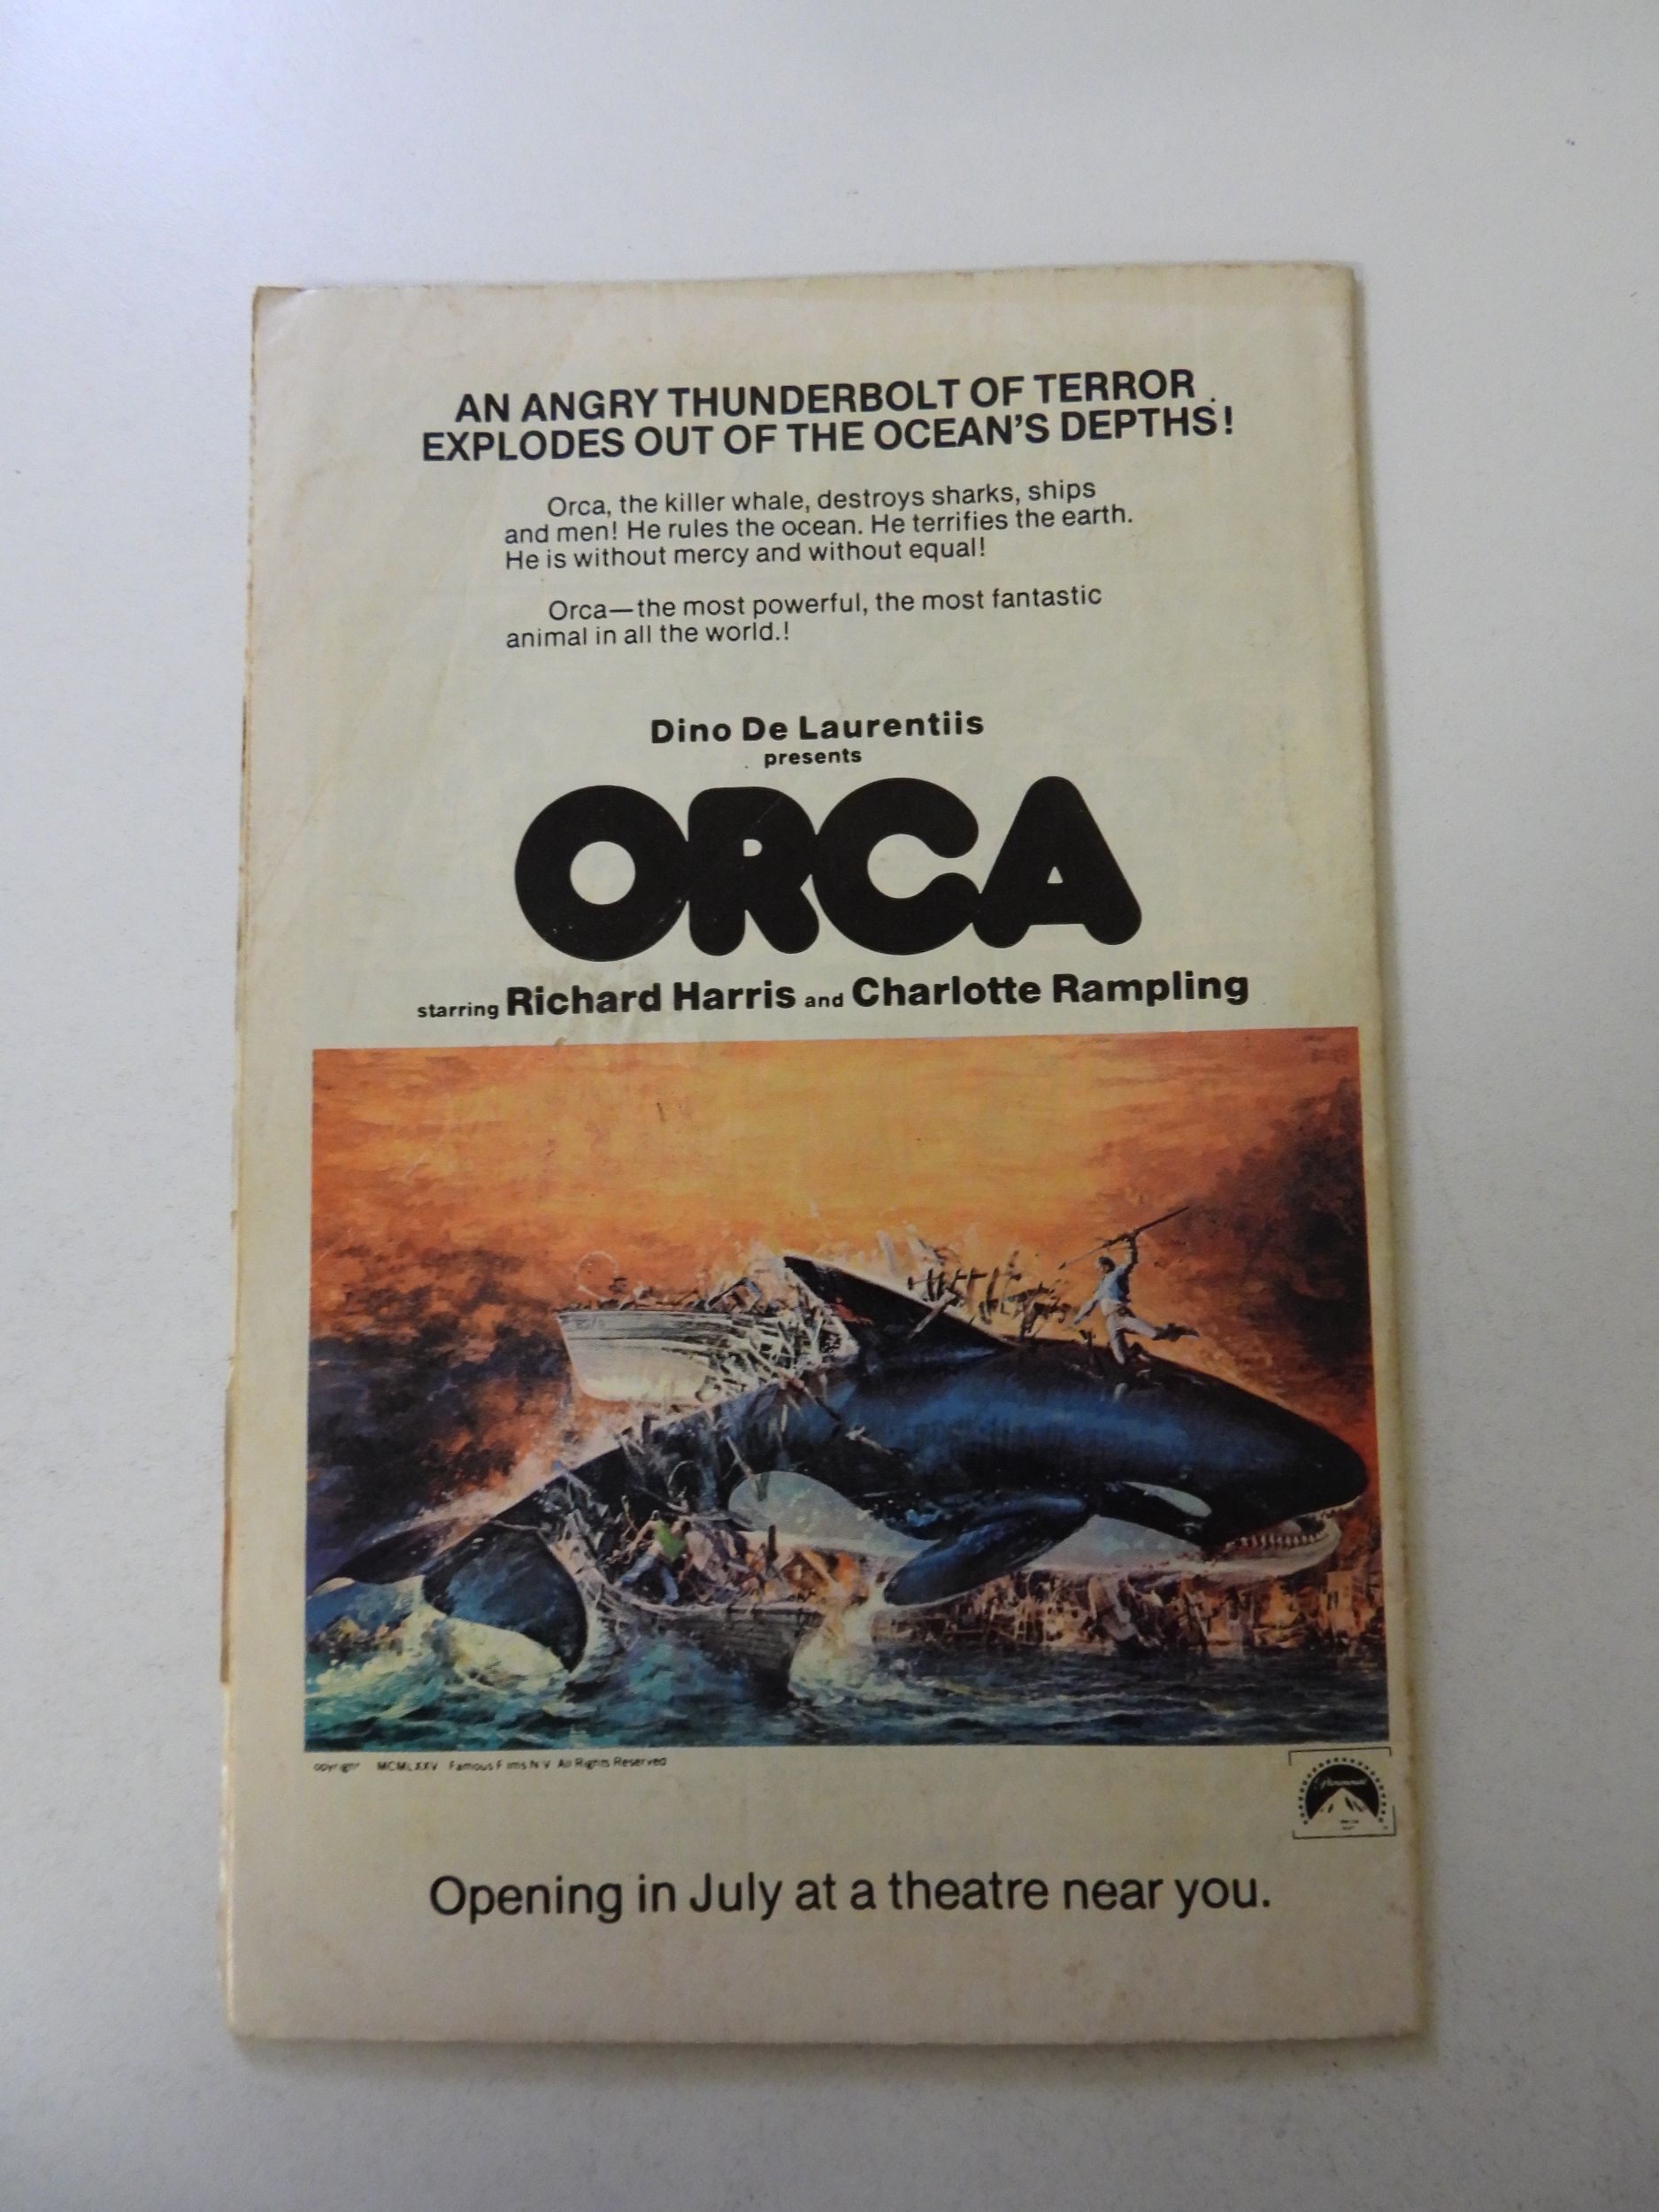 AN ANGRY THUNDERBOLT OF TERROR
EXPLODES OUT OF THE OCEAN'S DEPTHS!
Orca, the killer whale, destroys sharks, ships
and men! He rules the ocean. He terrifies the earth.
He is without mercy and without equal!
Orca—the most powerful, the most fantastic
animal in all the world.!
Dino De Laurentiis
presents
ORCA
starring Richard Harris and Charlotte Rampling
opyright MCMLXXV Famous Films N V All Rights Reserved
Paramount
Opening in July at a theatre near you.